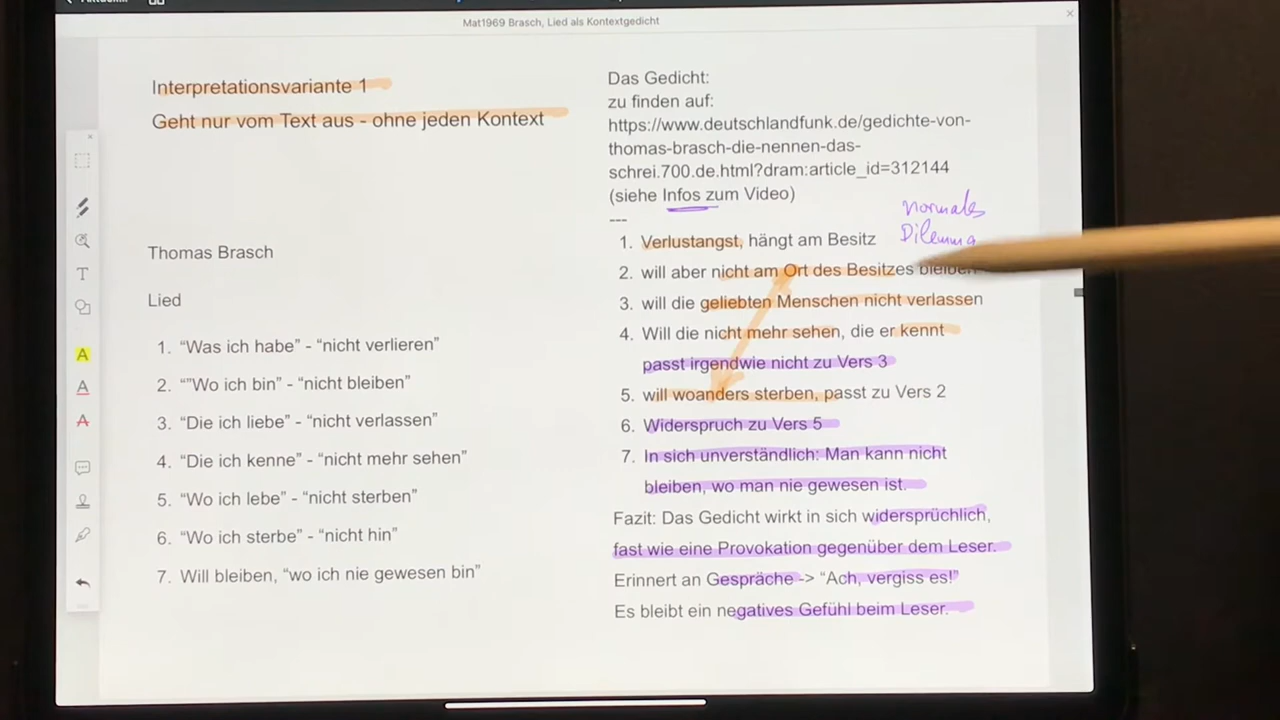 Mat1969 Brasch, Lied als Kontextgedicht
Interpretationsvariante 1
Geht nur vom Text aus - ohne jeden Kontext
Thomas Brasch
Lied
1. “Was ich habe” - “nicht verlieren”
2. “”Wo ich bin” - “nicht bleiben”
3. “Die ich liebe” - “nicht verlassen”
4. “Die ich kenne” - “nicht mehr sehen”
5. “Wo ich lebe” - “nicht sterben”
6. “Wo ich sterbe” - “nicht hin”
7. Will bleiben, “wo ich nie gewesen bin”
Das Gedicht:
zu finden auf:
https://www.deutschlandfunk.de/gedichte-von-
thomas-brasch-die-nennen-das-
schrei.700.de.html?dram:article_id=312144
(siehe Infos zum Video)
---
normales
Dilemma
1. Verlustangst, hängt am Besitz
2. will aber nicht am Ort des Besitzes bleiben
3. will die geliebten Menschen nicht verlassen
4. Will die nicht mehr sehen, die er kennt
passt irgendwie nicht zu Vers 3
5. will woanders sterben, passt zu Vers 2
6. Widerspruch zu Vers 5
7. In sich unverständlich: Man kann nicht
bleiben, wo man nie gewesen ist.
Fazit: Das Gedicht wirkt in sich widersprüchlich,
fast wie eine Provokation gegenüber dem Leser.
Erinnert an Gespräche -> “Ach, vergiss es!”
Es bleibt ein negatives Gefühl beim Leser.
T
A
A
A